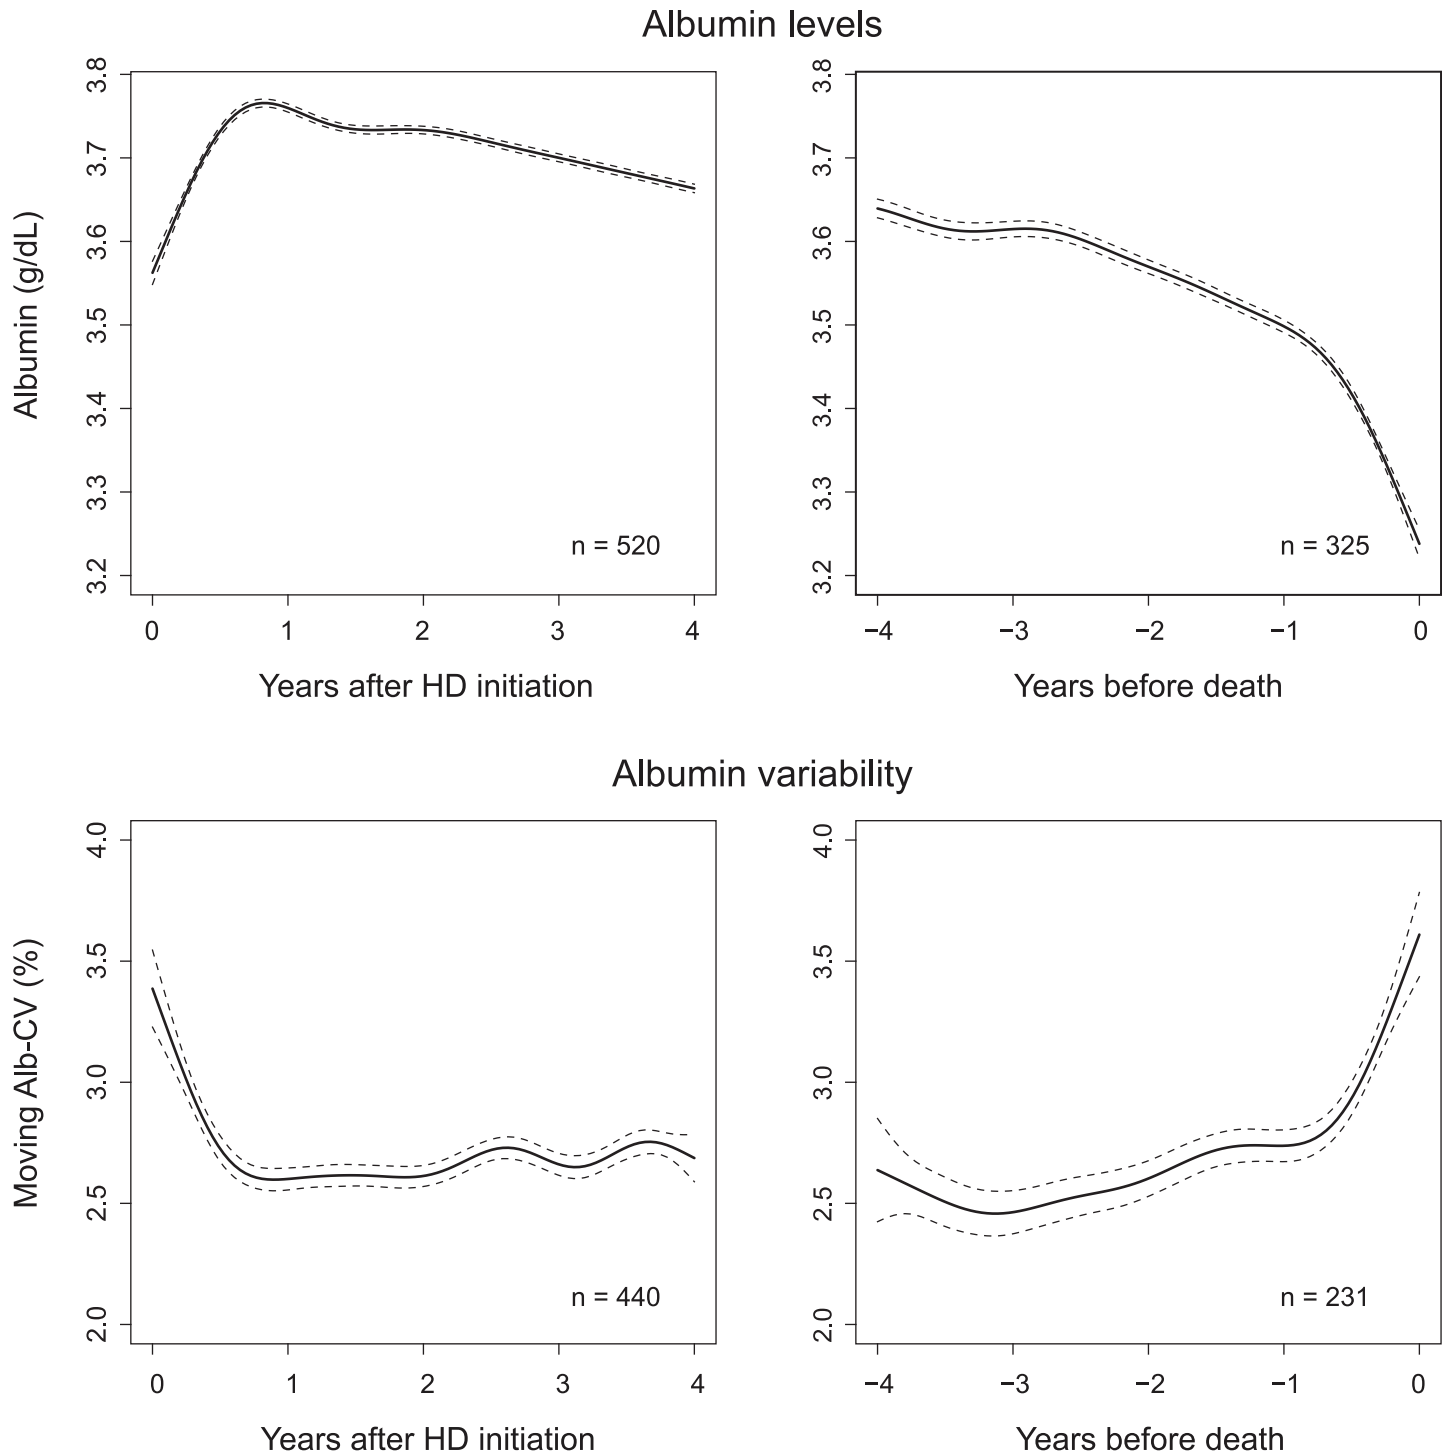 Albumin levels
Albumin (g/dL)
3.8
3.7
3.6
3.5
3.4
3.3
3.2
n = 520
0 1 2 3 4
Years after HD initiation
3.8
3.7
3.6
3.5
3.4
3.3
3.2
n = 325
−4 −3 −2 −1 0
Years before death
Albumin variability
Moving Alb-CV (%)
4.0
3.5
3.0
2.5
2.0
n = 440
0 1 2 3 4
Years after HD initiation
4.0
3.5
3.0
2.5
2.0
n = 231
−4 −3 −2 −1 0
Years before death